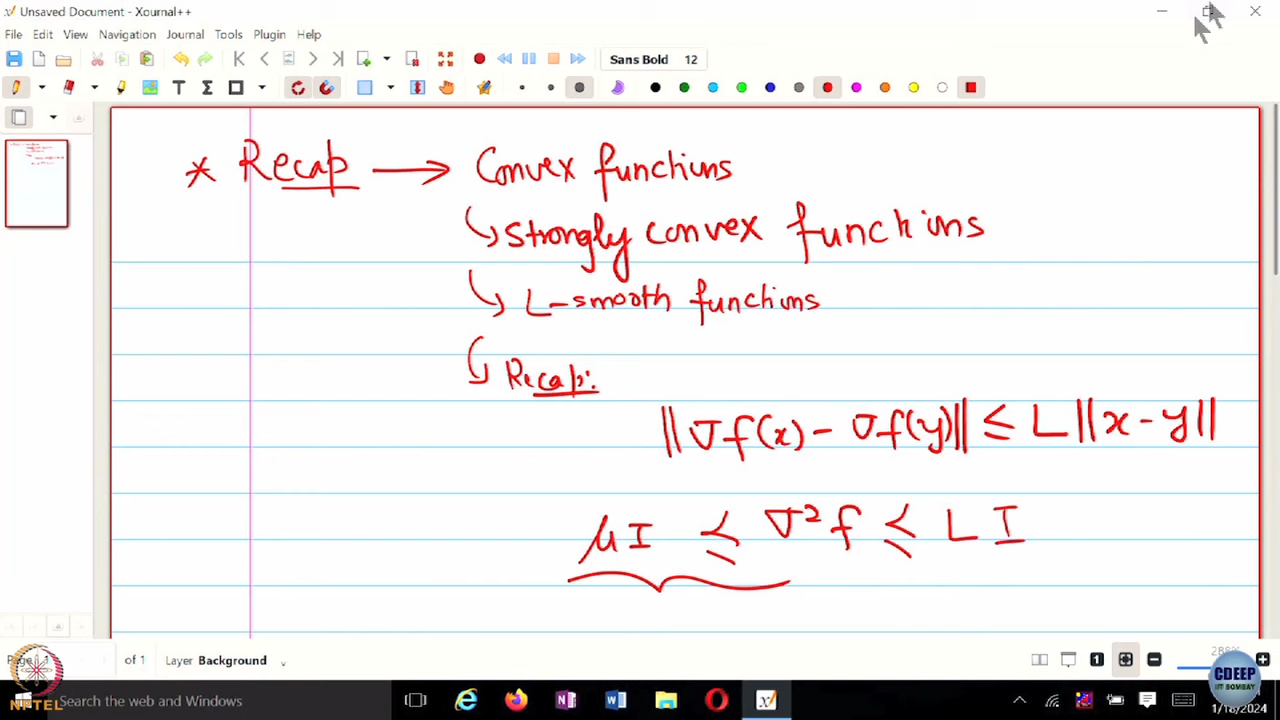 Unsaved Document - Xournal++
File Edit View Navigation Journal Tools Plugin Help
Sans Bold 12
* Recap → Convex functions
↳ strongly convex functions
↳ L-smooth functions
↳ Recap:
||∇f(x) - ∇f(y)|| ≤ L||x - y||
μI ⪯ ∇²f ⪯ L I
of 1 Layer Background
288%
NPTEL
Search the web and Windows
CDEEP
IIT BOMBAY
1/18/2024